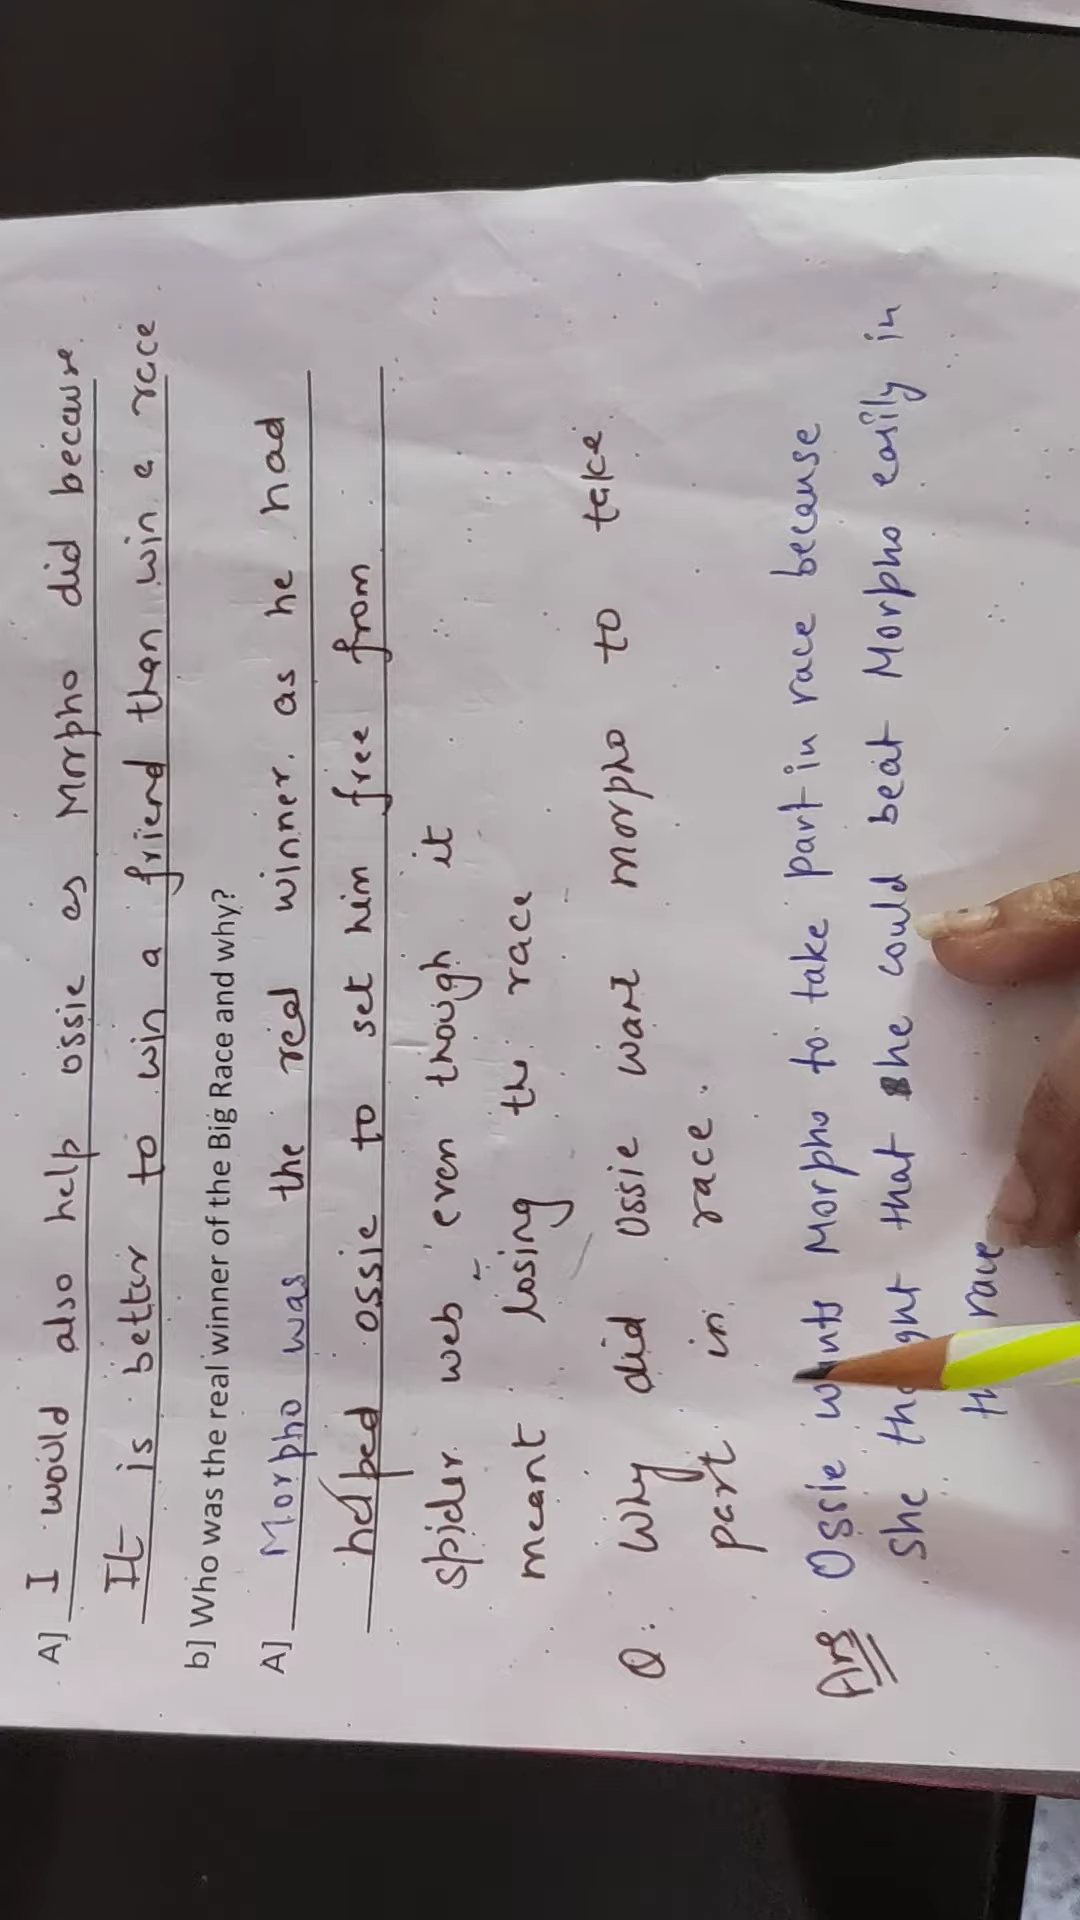 A] I would also help ossie as Morpho did because
It is better to win a friend then win a race
b] Who was the real winner of the Big Race and why?
A] Morpho was the real winner. as he had
helped ossie to set him free from
spider web even though it
meant losing the race
Q. Why did Ossie want morpho to take
part in race.
Ans Ossie wants Morpho to take part in race because
She thought that she could beat Morpho easily in
the race